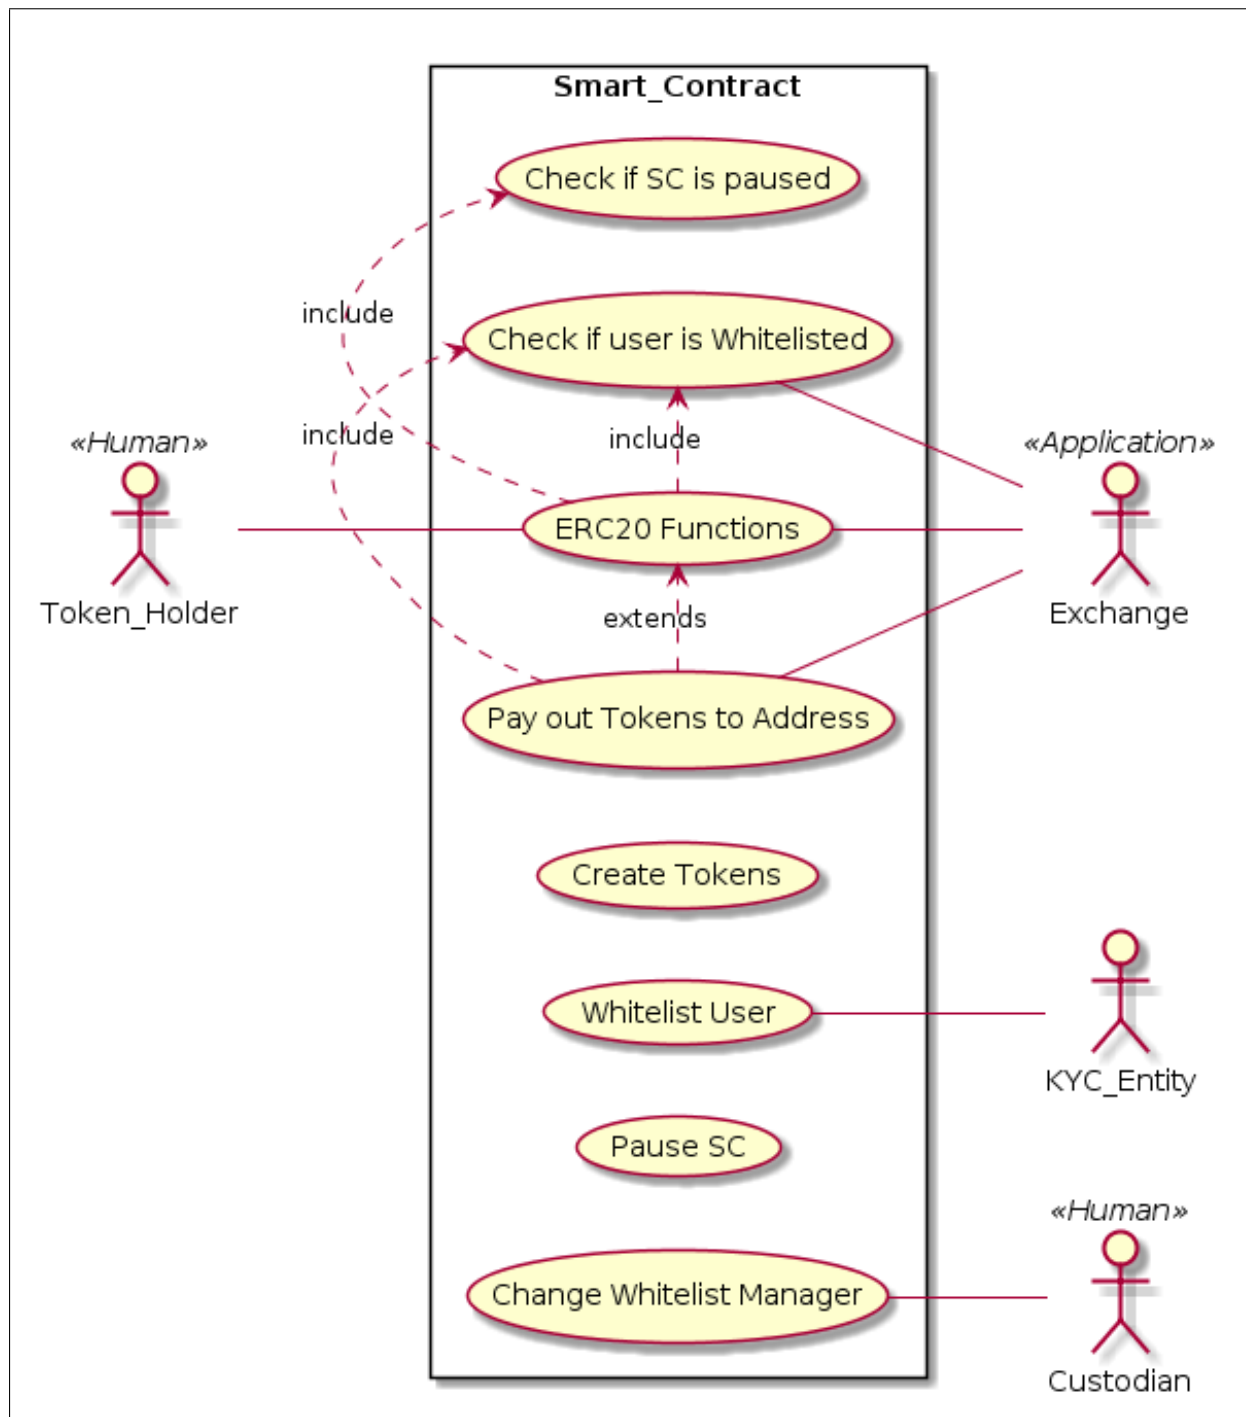 Smart_Contract
Check if SC is paused
include
Check if user is Whitelisted
include
include
«Human»
Token_Holder
«Application»
Exchange
ERC20 Functions
extends
Pay out Tokens to Address
Create Tokens
Whitelist User
KYC_Entity
Pause SC
«Human»
Custodian
Change Whitelist Manager